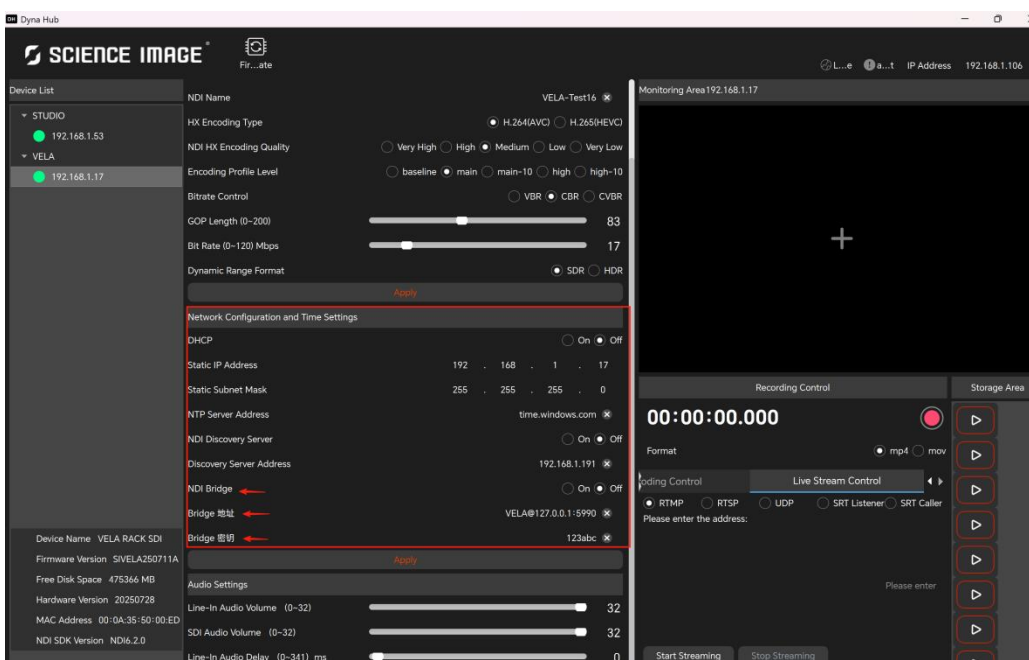 DH Dyna Hub
SCIENCE IMAGE
Fir...ate
L...e a...t IP Address 192.168.1.106
Device List
STUDIO
192.168.1.53
VELA
192.168.1.17
Device Name VELA RACK SDI
Firmware Version SIVELA250711A
Free Disk Space 475366 MB
Hardware Version 20250728
MAC Address 00:0A:35:50:00:ED
NDI SDK Version NDI6.2.0
NDI Name VELA-Test16
HX Encoding Type H.264(AVC) H.265(HEVC)
NDI HX Encoding Quality Very High High Medium Low Very Low
Encoding Profile Level baseline main main-10 high high-10
Bitrate Control VBR CBR CVBR
GOP Length (0~200) 83
Bit Rate (0~120) Mbps 17
Dynamic Range Format SDR HDR
Apply
Network Configuration and Time Settings
DHCP On Off
Static IP Address 192 . 168 . 1 . 17
Static Subnet Mask 255 . 255 . 255 . 0
NTP Server Address time.windows.com
NDI Discovery Server On Off
Discovery Server Address 192.168.1.191
NDI Bridge On Off
Bridge 地址 VELA@127.0.0.1:5990
Bridge 密钥 123abc
Apply
Audio Settings
Line-In Audio Volume (0~32) 32
SDI Audio Volume (0~32) 32
Line-In Audio Delay (0~341) ms 0
Monitoring Area192.168.1.17
Recording Control
00:00:00.000
Format mp4 mov
oding Control Live Stream Control
RTMP RTSP UDP SRT Listener SRT Caller
Please enter the address:
Please enter
Start Streaming Stop Streaming
Storage Area